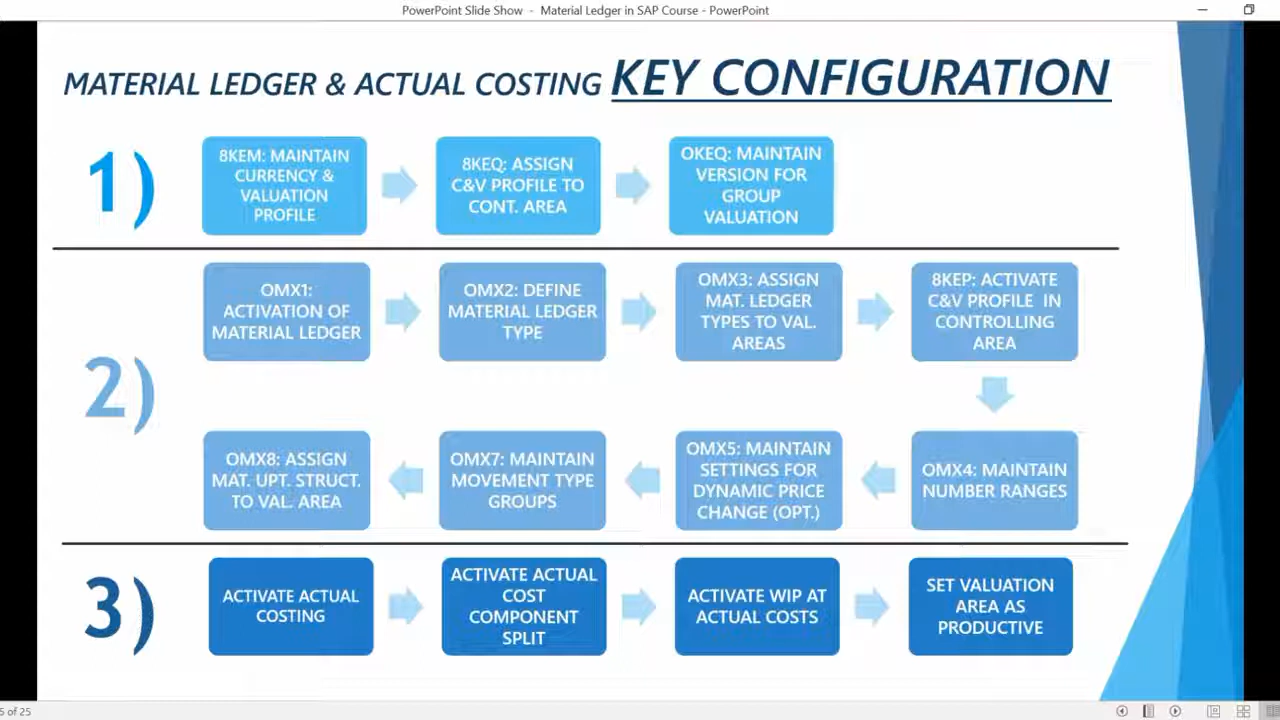 PowerPoint Slide Show - Material Ledger in SAP Course - PowerPoint
MATERIAL LEDGER & ACTUAL COSTING KEY CONFIGURATION
1)
8KEM: MAINTAIN
CURRENCY &
VALUATION
PROFILE
8KEQ: ASSIGN
C&V PROFILE TO
CONT. AREA
OKEQ: MAINTAIN
VERSION FOR
GROUP
VALUATION
2)
OMX1:
ACTIVATION OF
MATERIAL LEDGER
OMX2: DEFINE
MATERIAL LEDGER
TYPE
OMX3: ASSIGN
MAT. LEDGER
TYPES TO VAL.
AREAS
8KEP: ACTIVATE
C&V PROFILE IN
CONTROLLING
AREA
OMX4: MAINTAIN
NUMBER RANGES
OMX5: MAINTAIN
SETTINGS FOR
DYNAMIC PRICE
CHANGE (OPT.)
OMX7: MAINTAIN
MOVEMENT TYPE
GROUPS
OMX8: ASSIGN
MAT. UPT. STRUCT.
TO VAL. AREA
3)
ACTIVATE ACTUAL
COSTING
ACTIVATE ACTUAL
COST
COMPONENT
SPLIT
ACTIVATE WIP AT
ACTUAL COSTS
SET VALUATION
AREA AS
PRODUCTIVE
of 25